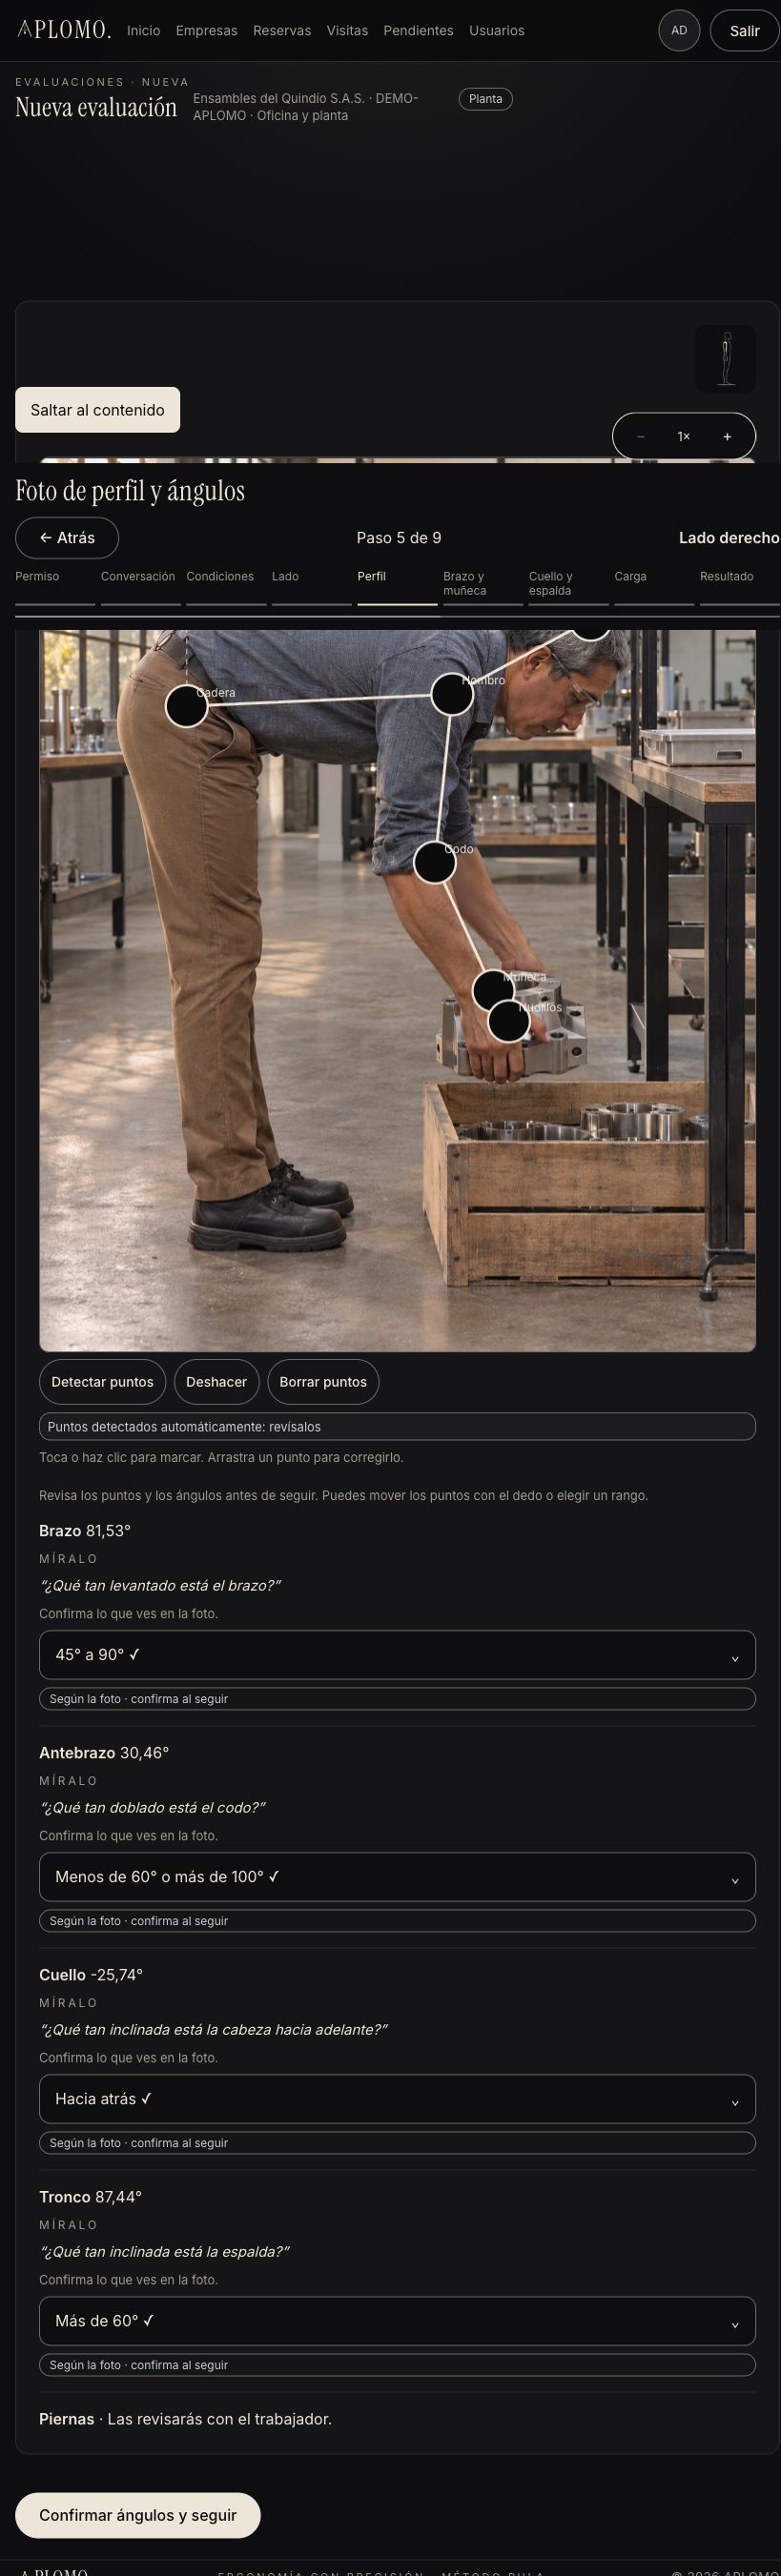 APLOMO. Inicio Empresas Reservas Visitas Pendientes Usuarios AD Salir
EVALUACIONES · NUEVA
Nueva evaluación
Ensambles del Quindío S.A.S. · DEMO-
APLOMO · Oficina y planta
Planta
Saltar al contenido
− 1× +
Foto de perfil y ángulos
← Atrás Paso 5 de 9 Lado derecho
Permiso Conversación Condiciones Lado Perfil Brazo y muñeca Cuello y espalda Carga Resultado
Hombro
Cadera
Codo
Muñeca
Nudillos
Detectar puntos Deshacer Borrar puntos
Puntos detectados automáticamente: revísalos
Toca o haz clic para marcar. Arrastra un punto para corregirlo.
Revisa los puntos y los ángulos antes de seguir. Puedes mover los puntos con el dedo o elegir un rango.
Brazo 81,53°
MÍRALO
“¿Qué tan levantado está el brazo?”
Confirma lo que ves en la foto.
45° a 90° ✓
Según la foto · confirma al seguir
Antebrazo 30,46°
MÍRALO
“¿Qué tan doblado está el codo?”
Confirma lo que ves en la foto.
Menos de 60° o más de 100° ✓
Según la foto · confirma al seguir
Cuello -25,74°
MÍRALO
“¿Qué tan inclinada está la cabeza hacia adelante?”
Confirma lo que ves en la foto.
Hacia atrás ✓
Según la foto · confirma al seguir
Tronco 87,44°
MÍRALO
“¿Qué tan inclinada está la espalda?”
Confirma lo que ves en la foto.
Más de 60° ✓
Según la foto · confirma al seguir
Piernas · Las revisarás con el trabajador.
Confirmar ángulos y seguir
APLOMO ERGONOMÍA CON PRECISIÓN · MÉTODO RULA © 2026 APLOMO